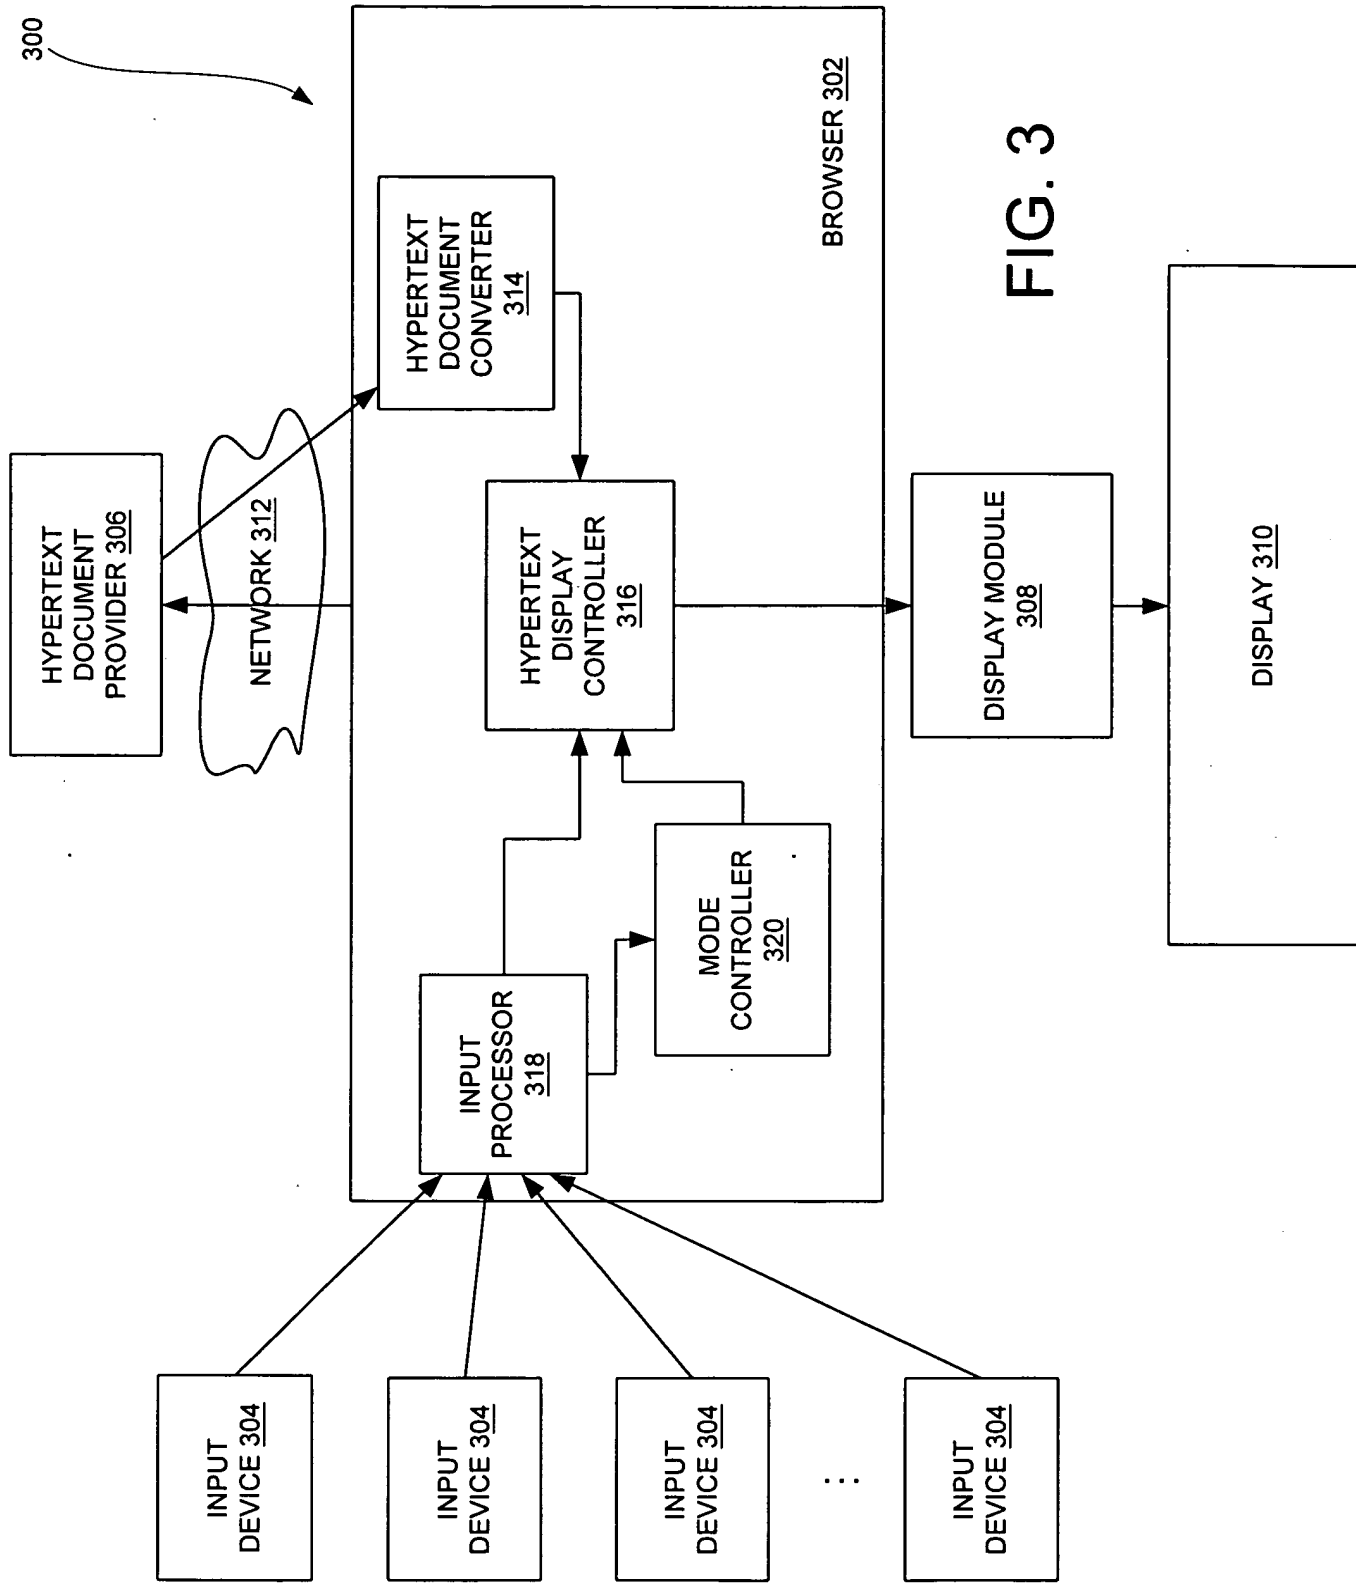 300
HYPERTEXT
DOCUMENT
PROVIDER 306
NETWORK 312
HYPERTEXT
DOCUMENT
CONVERTER
314
HYPERTEXT
DISPLAY
CONTROLLER
316
INPUT
PROCESSOR
318
MODE
CONTROLLER
320
BROWSER 302
INPUT
DEVICE 304
INPUT
DEVICE 304
INPUT
DEVICE 304
...
INPUT
DEVICE 304
DISPLAY MODULE
308
DISPLAY 310
FIG. 3